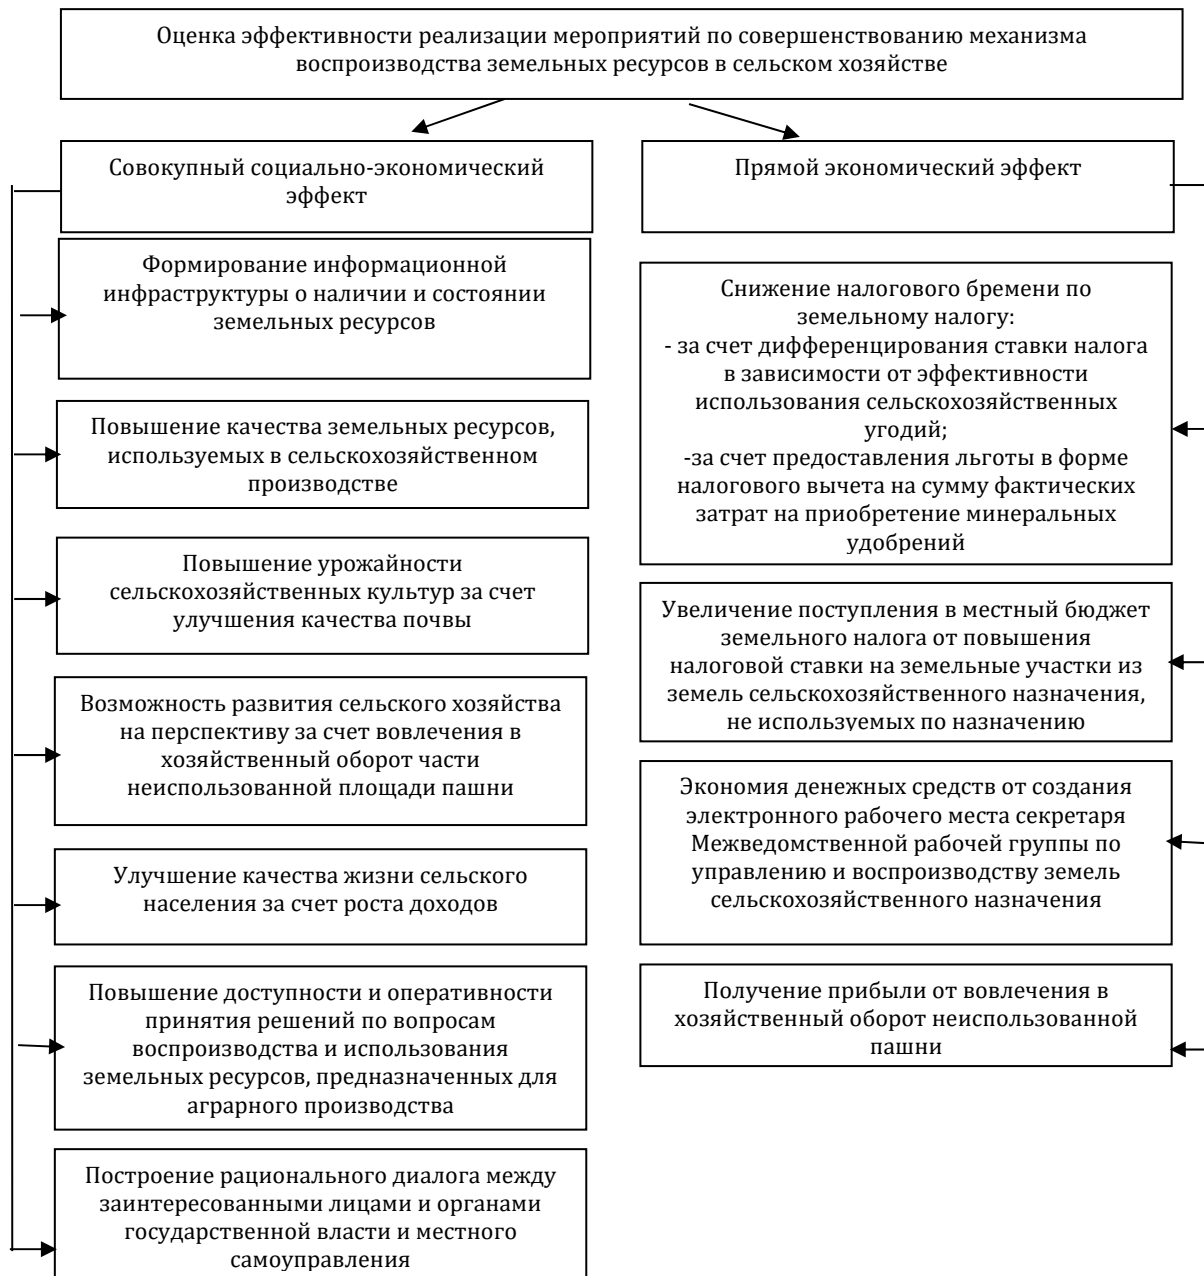 Оценка эффективности реализации мероприятий по совершенствованию механизма
воспроизводства земельных ресурсов в сельском хозяйстве
Совокупный социально-экономический
эффект
Формирование информационной
инфраструктуры о наличии и состоянии
земельных ресурсов
Повышение качества земельных ресурсов,
используемых в сельскохозяйственном
производстве
Повышение урожайности
сельскохозяйственных культур за счет
улучшения качества почвы
Возможность развития сельского хозяйства
на перспективу за счет вовлечения в
хозяйственный оборот части
неиспользованной площади пашни
Улучшение качества жизни сельского
населения за счет роста доходов
Повышение доступности и оперативности
принятия решений по вопросам
воспроизводства и использования
земельных ресурсов, предназначенных для
аграрного производства
Построение рационального диалога между
заинтересованными лицами и органами
государственной власти и местного
самоуправления
Прямой экономический эффект
Снижение налогового бремени по
земельному налогу:
- за счет дифференцирования ставки налога
в зависимости от эффективности
использования сельскохозяйственных
угодий;
-за счет предоставления льготы в форме
налогового вычета на сумму фактических
затрат на приобретение минеральных
удобрений
Увеличение поступления в местный бюджет
земельного налога от повышения
налоговой ставки на земельные участки из
земель сельскохозяйственного назначения,
не используемых по назначению
Экономия денежных средств от создания
электронного рабочего места секретаря
Межведомственной рабочей группы по
управлению и воспроизводству земель
сельскохозяйственного назначения
Получение прибыли от вовлечения в
хозяйственный оборот неиспользованной
пашни